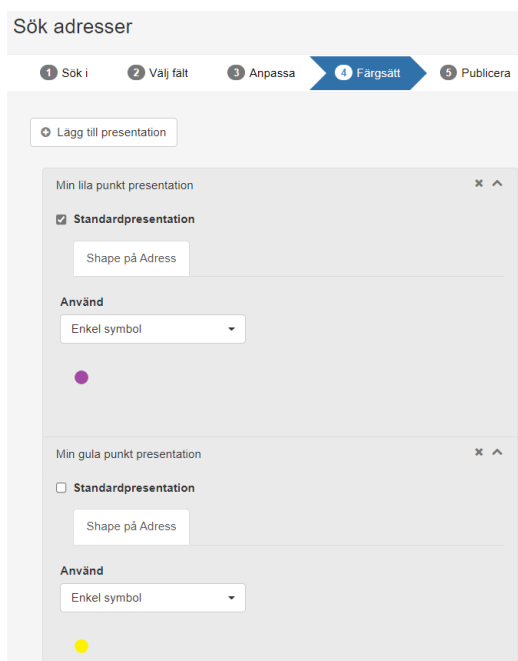 Sök adresser
1 Sök i 2 Välj fält 3 Anpassa 4 Färgsätt 5 Publicera
Lägg till presentation
Min lila punkt presentation
Standardpresentation
Shape på Adress
Använd
Enkel symbol
Min gula punkt presentation
Standardpresentation
Shape på Adress
Använd
Enkel symbol